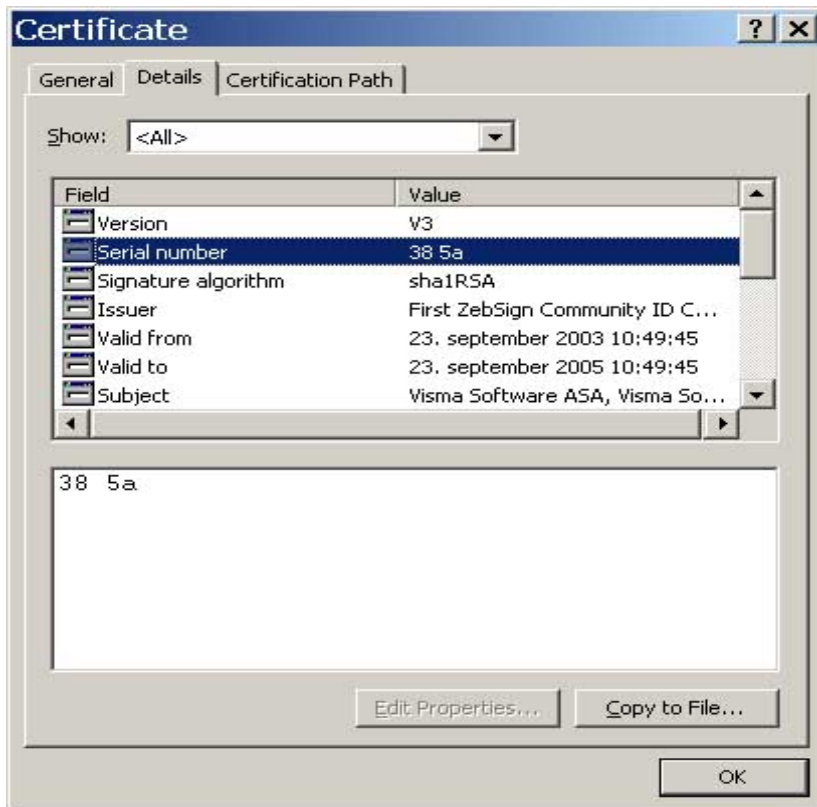 Certificate
General Details Certification Path
Show: <All>
Field Value
Version V3
Serial number 38 5a
Signature algorithm sha1RSA
Issuer First ZebSign Community ID C...
Valid from 23. september 2003 10:49:45
Valid to 23. september 2005 10:49:45
Subject Visma Software ASA, Visma So...
38 5a
Edit Properties... Copy to File...
OK